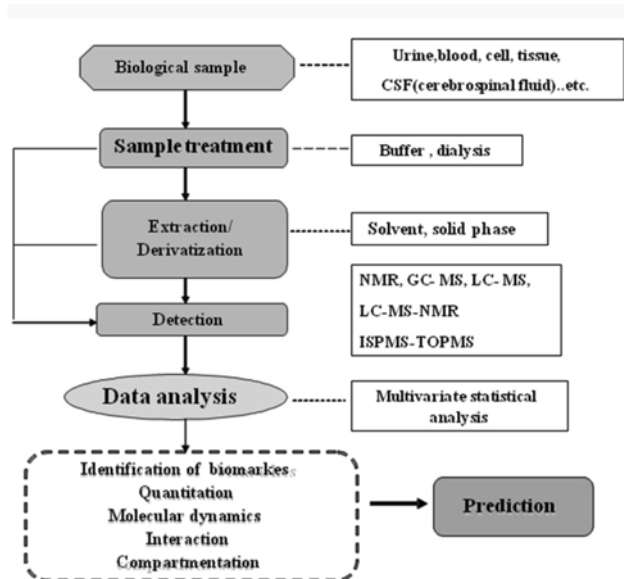 Biological sample
Urine,blood, cell, tissue,
CSF(cerebrospinal fluid)..etc.
Sample treatment
Buffer , dialysis
Extraction/
Derivatization
Solvent, solid phase
NMR, GC- MS, LC- MS,
LC-MS-NMR
ISPMS-TOPMS
Detection
Data analysis
Multivariate statistical
analysis
Identification of biomarkes
Quantitation
Molecular dynamics
Interaction
Compartmentation
Prediction